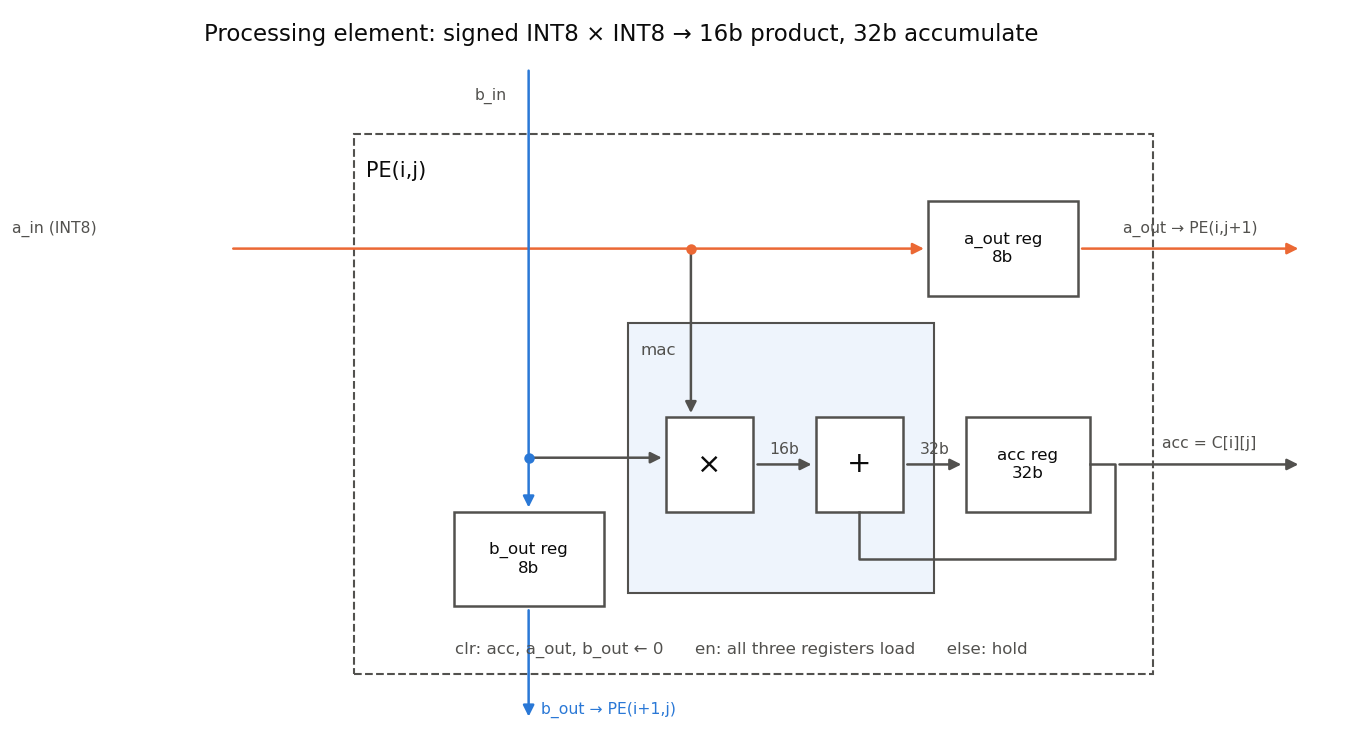 Processing element: signed INT8 × INT8 → 16b product, 32b accumulate
b_in
PE(i,j)
a_in (INT8)
a_out reg
8b
a_out → PE(i,j+1)
mac
×
16b
+
32b
acc reg
32b
acc = C[i][j]
b_out reg
8b
clr: acc, a_out, b_out ← 0 en: all three registers load else: hold
b_out → PE(i+1,j)